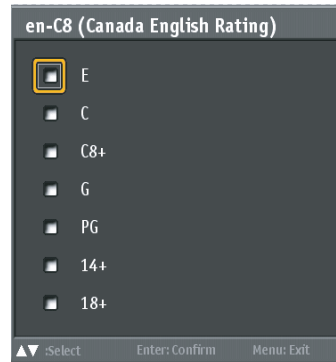 en-C8 (Canada English Rating)
E
C
C8+
G
PG
14+
18+
▲▼ :Select Enter: Confirm Menu: Exit